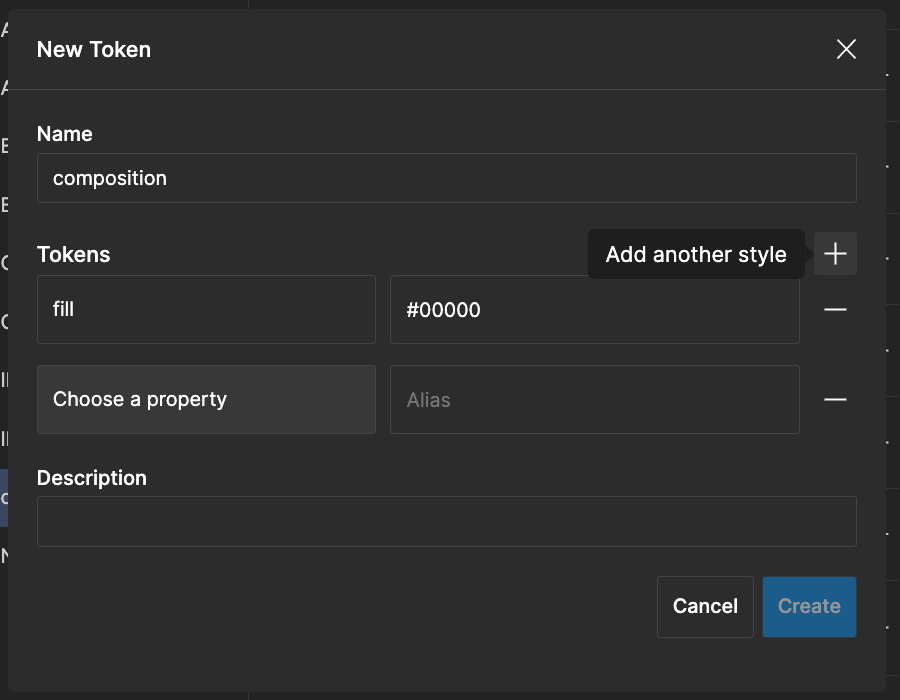 New Token
Name
composition
Tokens
Add another style
fill
#00000
Choose a property
Alias
Description
Cancel
Create